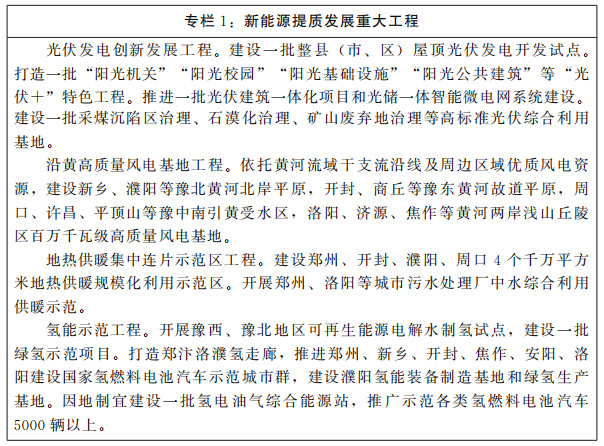 专栏 1：新能源提质发展重大工程
光伏发电创新发展工程。建设一批整县（市、区）屋顶光伏发电开发试点。
打造一批“阳光机关”“阳光校园”“阳光基础设施”“阳光公共建筑”等“光
伏＋”特色工程。推进一批光伏建筑一体化项目和光储一体智能微电网系统建设。
建设一批采煤沉陷区治理、石漠化治理、矿山废弃地治理等高标准光伏综合利用
基地。
沿黄高质量风电基地工程。依托黄河流域干支流沿线及周边区域优质风电资
源，建设新乡、濮阳等豫北黄河北岸平原，开封、商丘等豫东黄河故道平原，周
口、许昌、平顶山等豫中南引黄受水区，洛阳、济源、焦作等黄河两岸浅山丘陵
区百万千瓦级高质量风电基地。
地热供暖集中连片示范区工程。建设郑州、开封、濮阳、周口 4 个千万平方
米地热供暖规模化利用示范区。开展郑州、洛阳等城市污水处理厂中水综合利用
供暖示范。
氢能示范工程。开展豫西、豫北地区可再生能源电解水制氢试点，建设一批
绿氢示范项目。打造郑汴洛濮氢走廊，推进郑州、新乡、开封、焦作、安阳、洛
阳建设国家氢燃料电池汽车示范城市群，建设濮阳氢能装备制造基地和绿氢生产
基地。因地制宜建设一批氢电油气综合能源站，推广示范各类氢燃料电池汽车
5000 辆以上。